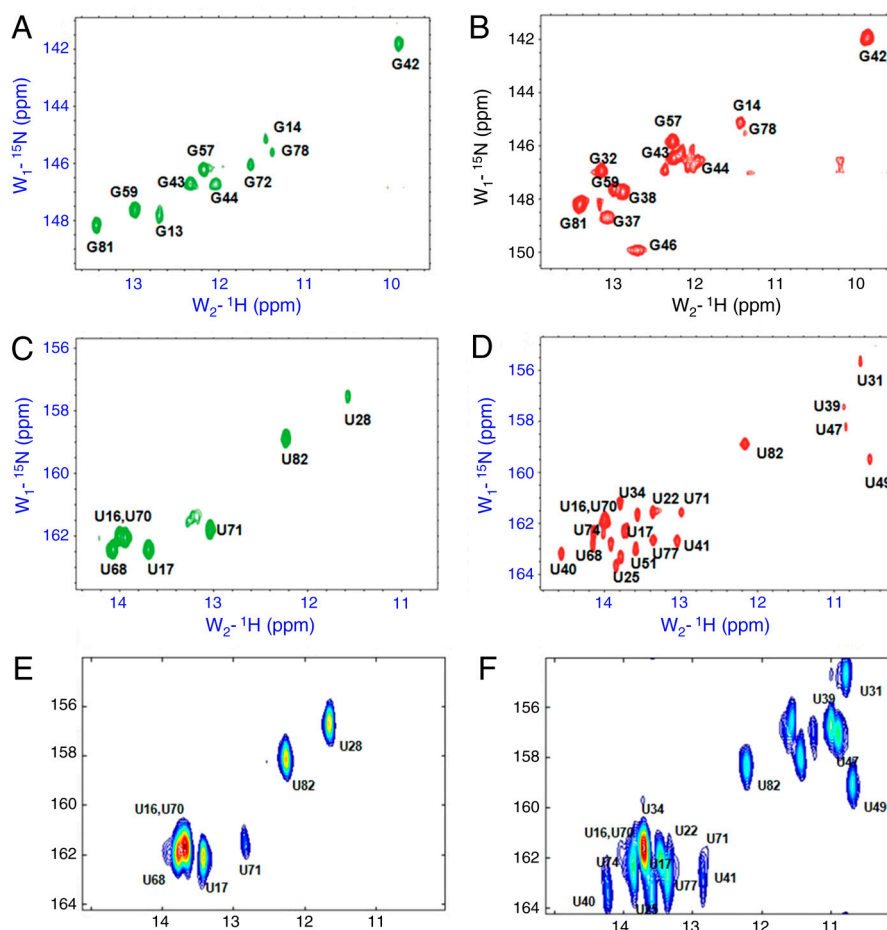 A
B
W₁- ¹⁵N (ppm)
142
144
146
148
G42
G14
G57
G78
G72
G43
G44
G59
G13
G81
13
12
11
10
W₂- ¹H (ppm)
W₁- ¹⁵N (ppm)
142
144
146
148
150
G42
G14
G57
G78
G32
G43
G44
G59
G38
G81
G37
G46
13
12
11
10
W₂- ¹H (ppm)
C
D
W₁- ¹⁵N (ppm)
156
158
160
162
U28
U82
U16,U70
U71
U68
U17
14
13
12
11
W₂- ¹H (ppm)
W₁- ¹⁵N (ppm)
156
158
160
162
164
U31
U39
U47
U82
U49
U34
U22
U71
U16,U70
U74
U17
U41
U68
U77
U40
U51
U25
14
13
12
11
W₂- ¹H (ppm)
E
F
156
158
160
162
164
U28
U82
U16,U70
U71
U68
U17
14
13
12
11
156
158
160
162
164
U31
U39
U47
U82
U49
U34
U22
U71
U16,U70
U74
U17
U77
U41
U40
U25
14
13
12
11